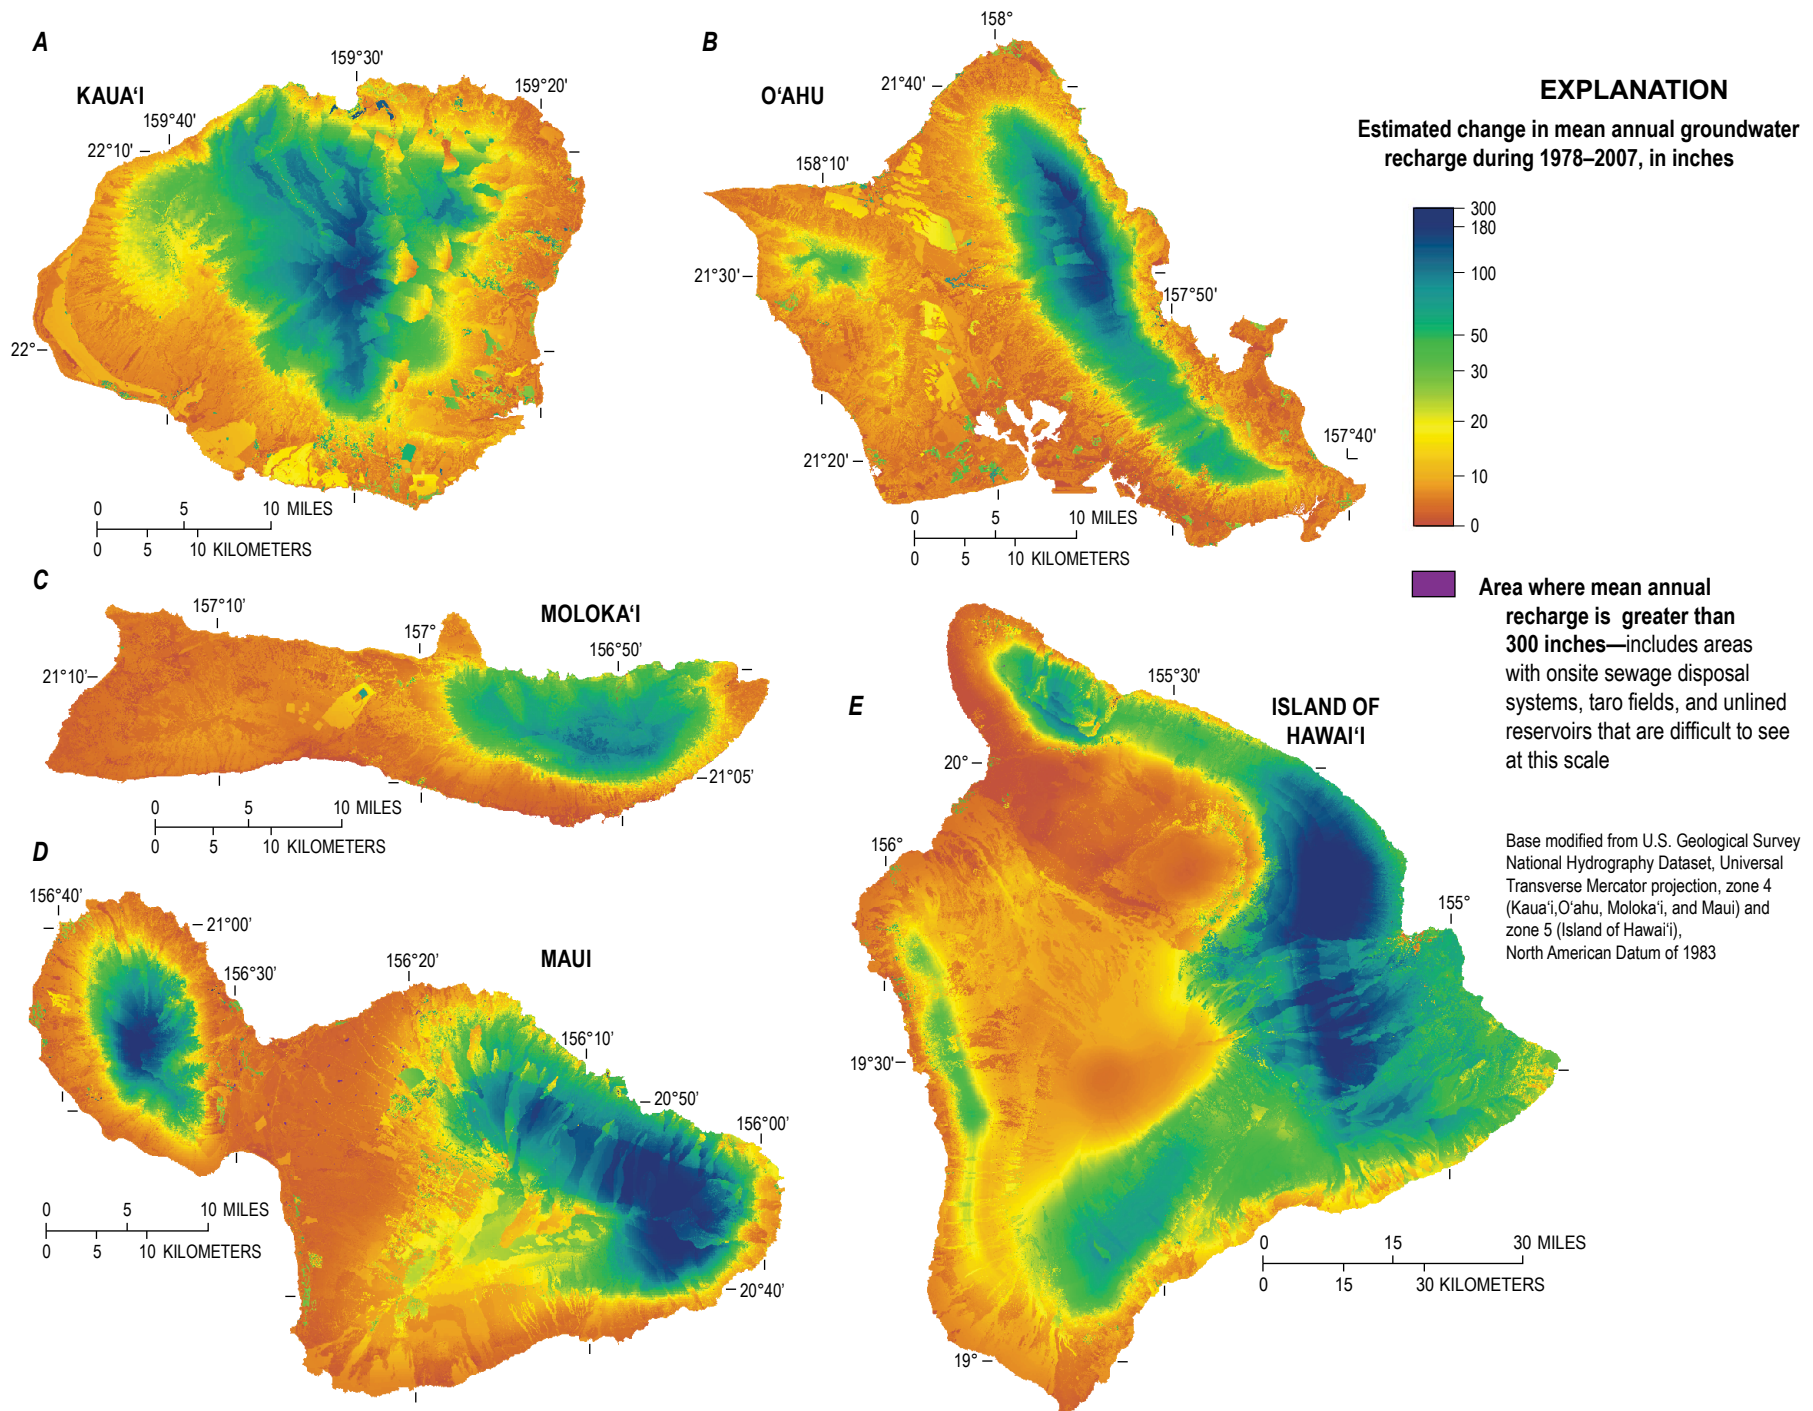 A
KAUAʻI
159°30'
159°20'
159°40'
22°10'
22°
0 5 10 MILES
0 5 10 KILOMETERS
B
OʻAHU
158°
21°40'
158°10'
21°30'
157°50'
21°20'
157°40'
0 5 10 MILES
0 5 10 KILOMETERS
EXPLANATION
Estimated change in mean annual groundwater
recharge during 1978–2007, in inches
300
180
100
50
30
20
10
0
Area where mean annual
recharge is greater than
300 inches—includes areas
with onsite sewage disposal
systems, taro fields, and unlined
reservoirs that are difficult to see
at this scale
Base modified from U.S. Geological Survey
National Hydrography Dataset, Universal
Transverse Mercator projection, zone 4
(Kauaʻi,Oʻahu, Molokaʻi, and Maui) and
zone 5 (Island of Hawaiʻi),
North American Datum of 1983
C
MOLOKAʻI
157°10’
157°
156°50’
21°10’
21°05’
0 5 10 MILES
0 5 10 KILOMETERS
D
MAUI
156°40’
21°00’
156°30’
156°20’
156°10’
20°50’
156°00’
20°40’
0 5 10 MILES
0 5 10 KILOMETERS
E
ISLAND OF
HAWAIʻI
155°30'
20°
156°
155°
19°30'
19°
0 15 30 MILES
0 15 30 KILOMETERS